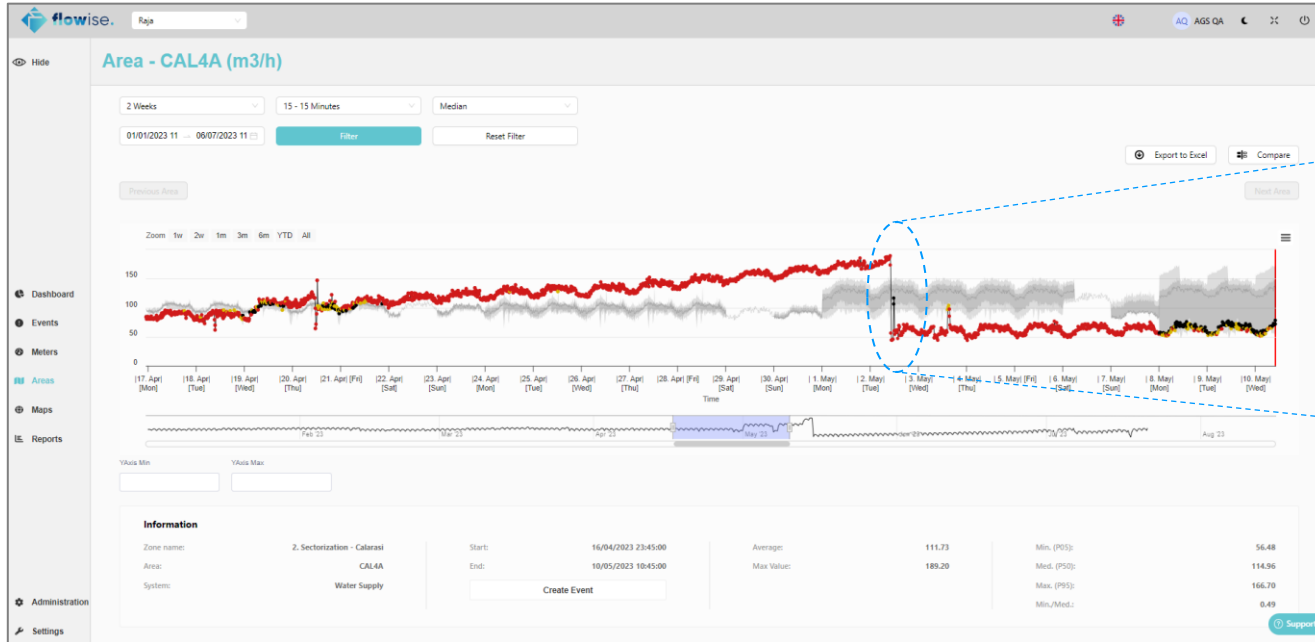 flowise.
Raja
AQ AGS QA
Hide
Area - CAL4A (m3/h)
2 Weeks
15 - 15 Minutes
Median
01/01/2023 11 → 06/07/2023 11
Filter
Reset Filter
Export to Excel
Compare
Previous Area
Next Area
Zoom 1w 2w 1m 3m 6m YTD All
150
100
50
0
|17. Apr| [Mon]
|18. Apr| [Tue]
|19. Apr| [Wed]
|20. Apr| [Thu]
|21. Apr| [Fri]
|22. Apr| [Sat]
|23. Apr| [Sun]
|24. Apr| [Mon]
|25. Apr| [Tue]
|26. Apr| [Wed]
|27. Apr| [Thu]
|28. Apr| [Fri]
|29. Apr| [Sat]
|30. Apr| [Sun]
| 1. May| [Mon]
| 2. May| [Tue]
| 3. May| [Wed]
| 4. May| [Thu]
| 5. May| [Fri]
| 6. May| [Sat]
| 7. May| [Sun]
| 8. May| [Mon]
| 9. May| [Tue]
|10. May| [Wed]
Time
Feb '23
Mar '23
Apr '23
May '23
Aug '23
Dashboard
Events
Meters
Areas
Maps
Reports
Administration
Settings
YAxis Min
YAxis Max
Information
Zone name: 2. Sectorization - Calarasi
Area: CAL4A
System: Water Supply
Start: 16/04/2023 23:45:00
End: 10/05/2023 10:45:00
Create Event
Average: 111.73
Max Value: 189.20
Min. (P05): 56.48
Med. (P50): 114.96
Max. (P95): 166.70
Min./Med.: 0.49
Support